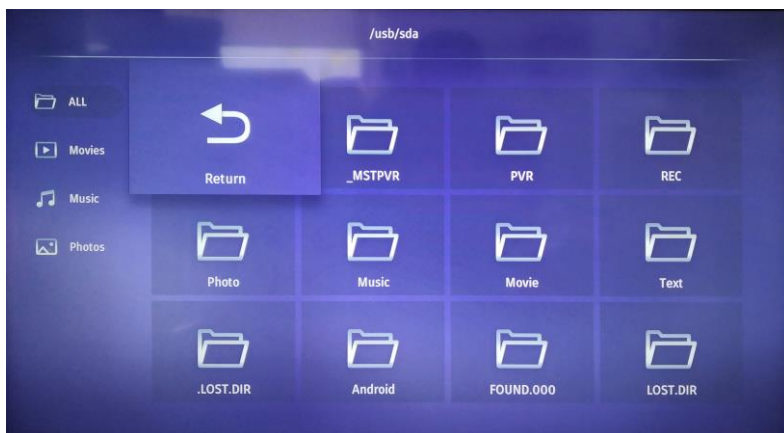 /usb/sda
ALL
Movies
Music
Photos
Return
_MSTPVR
PVR
REC
Photo
Music
Movie
Text
.LOST.DIR
Android
FOUND.000
LOST.DIR